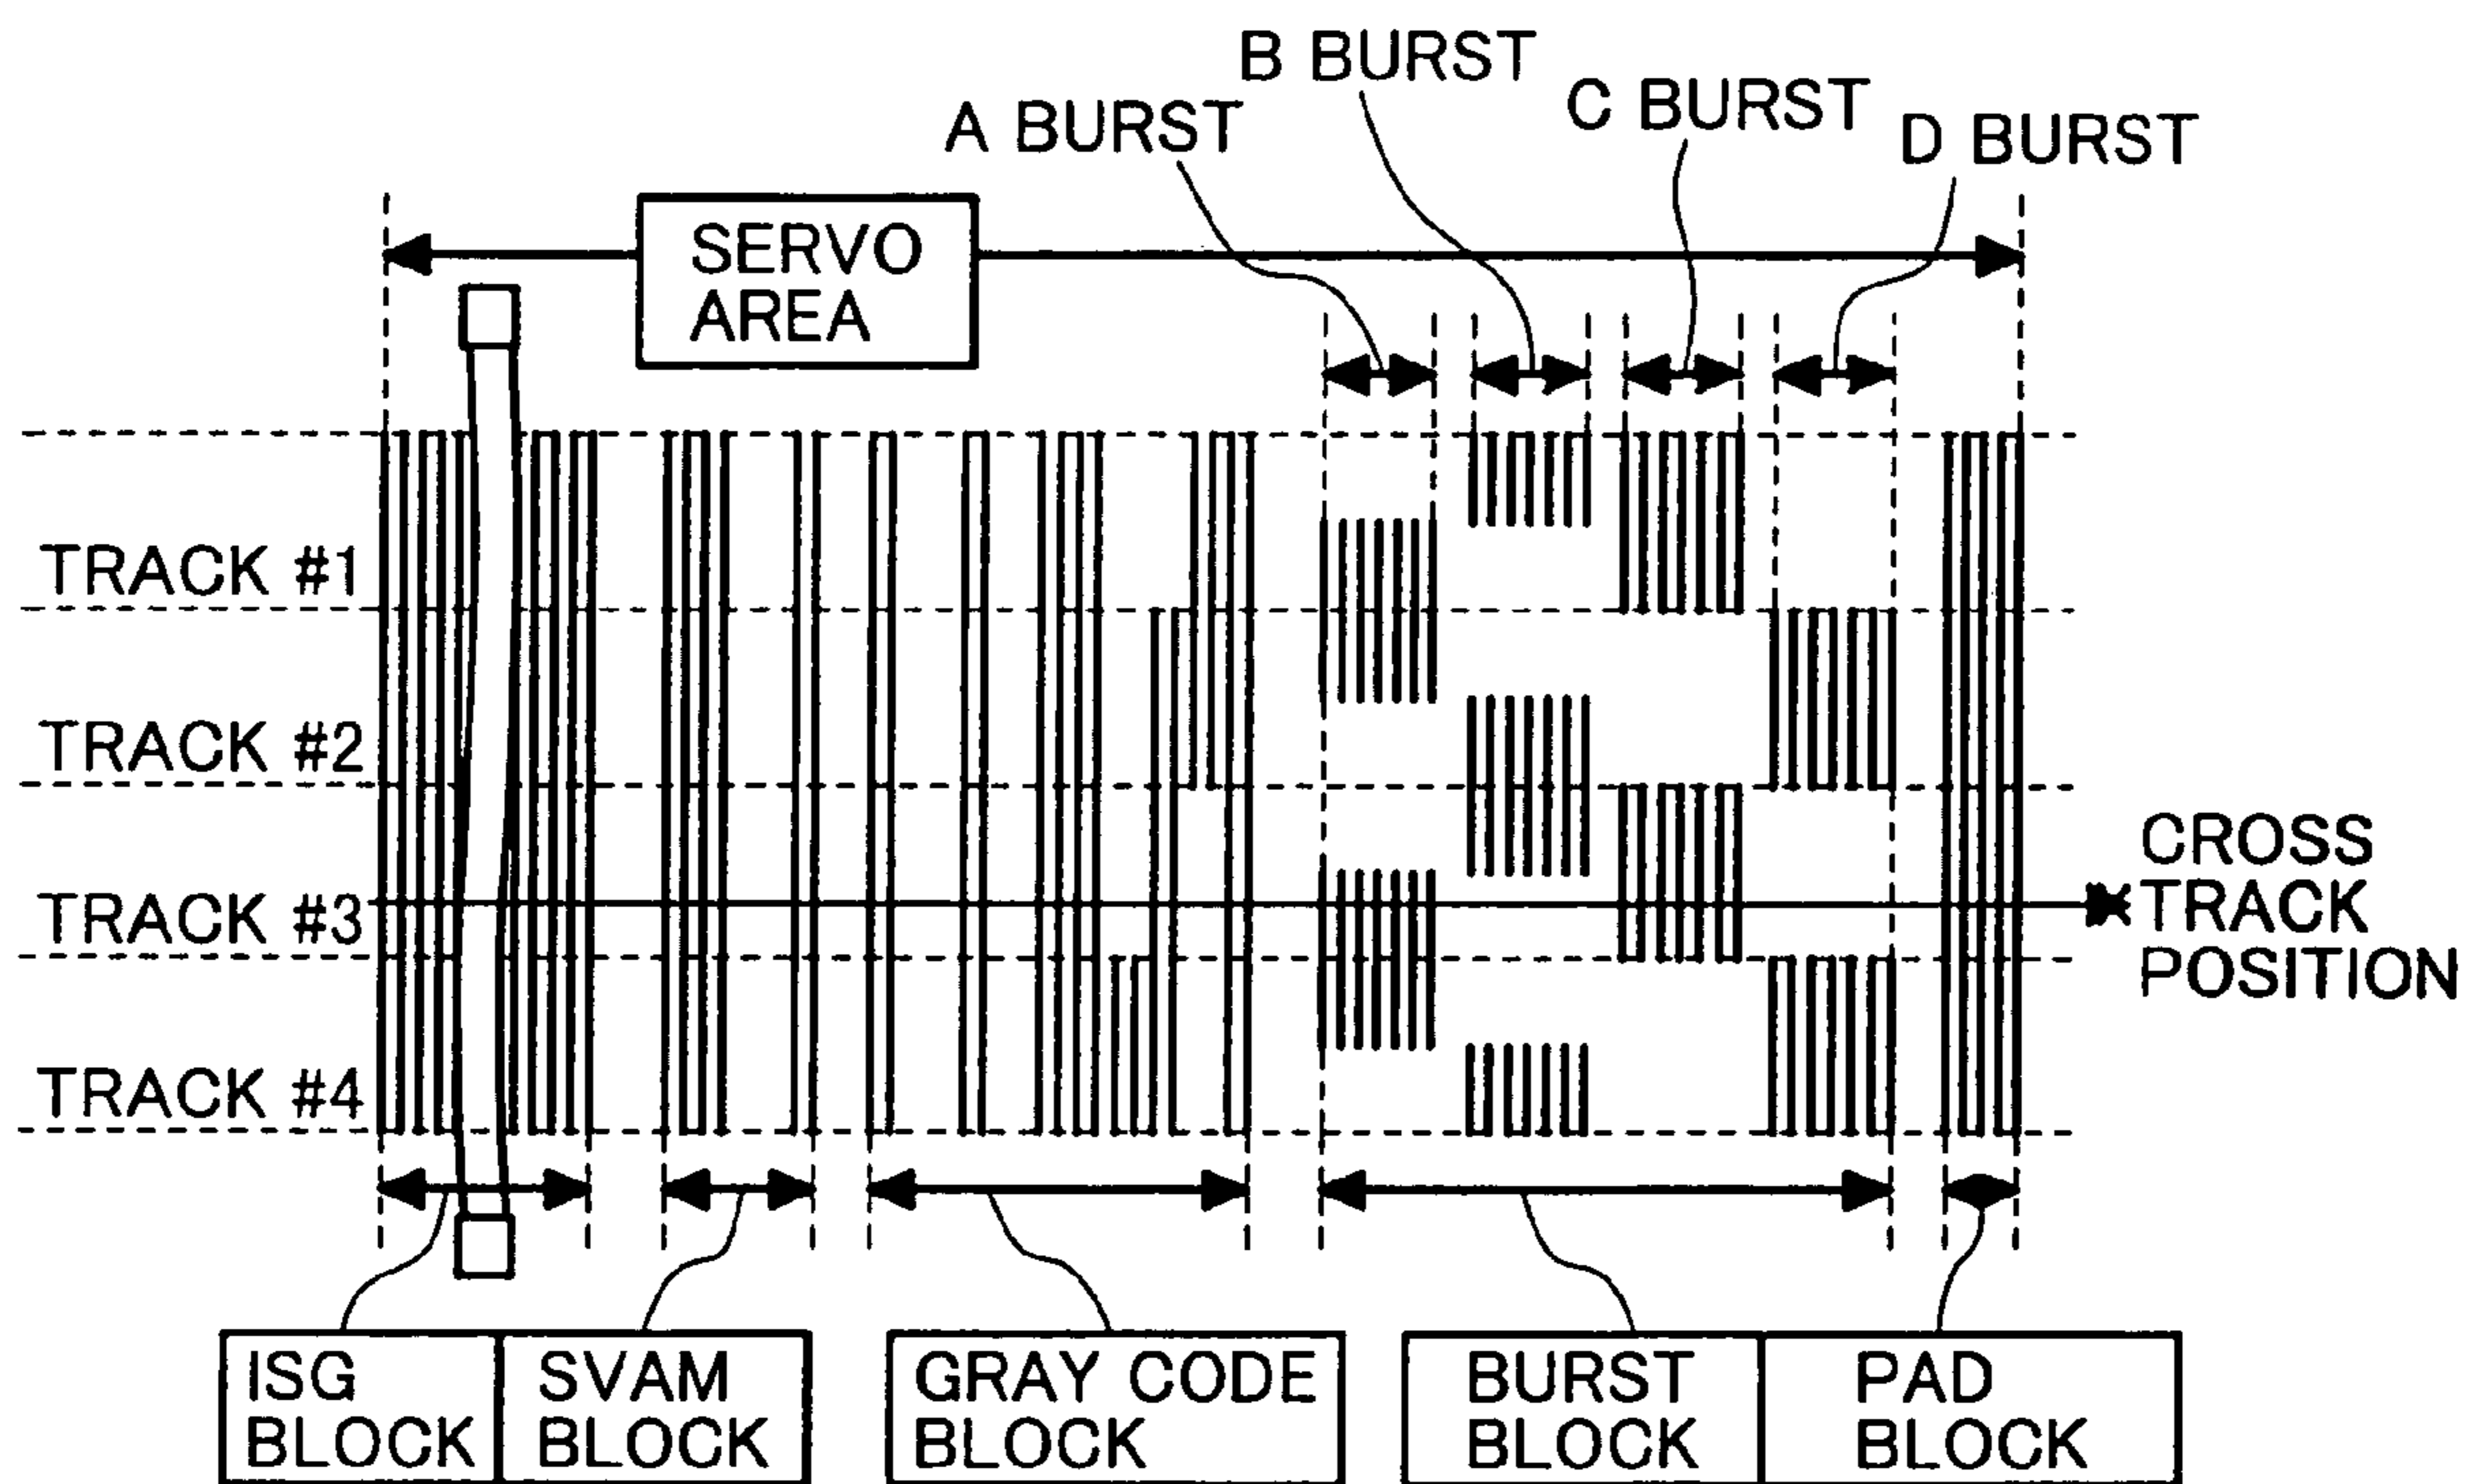 B BURST
C BURST
A BURST
D BURST
SERVO
AREA
TRACK #1
TRACK #2
TRACK #3
TRACK #4
CROSS
TRACK
POSITION
ISG
BLOCK
SVAM
BLOCK
GRAY CODE
BLOCK
BURST
BLOCK
PAD
BLOCK